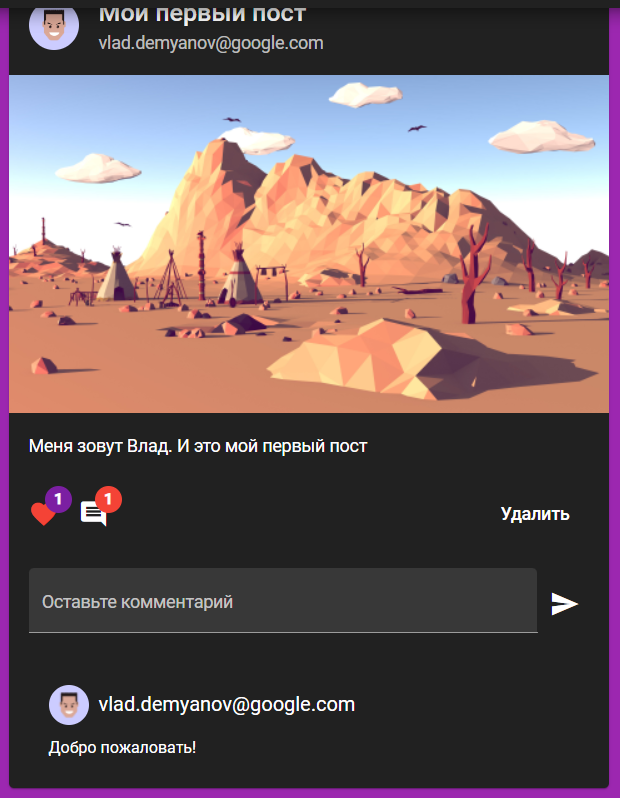 Мой первый пост
vlad.demyanov@google.com
Меня зовут Влад. И это мой первый пост
1
1
Удалить
Оставьте комментарий
vlad.demyanov@google.com
Добро пожаловать!